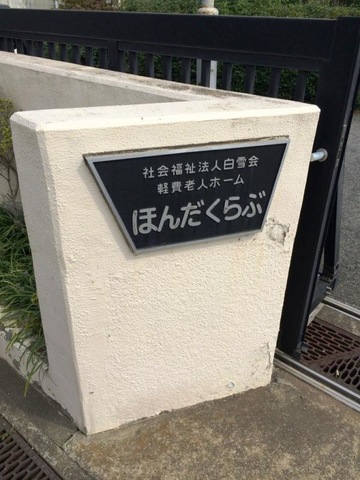 社会福祉法人白雪会
軽費老人ホーム
ほんだくらぶ